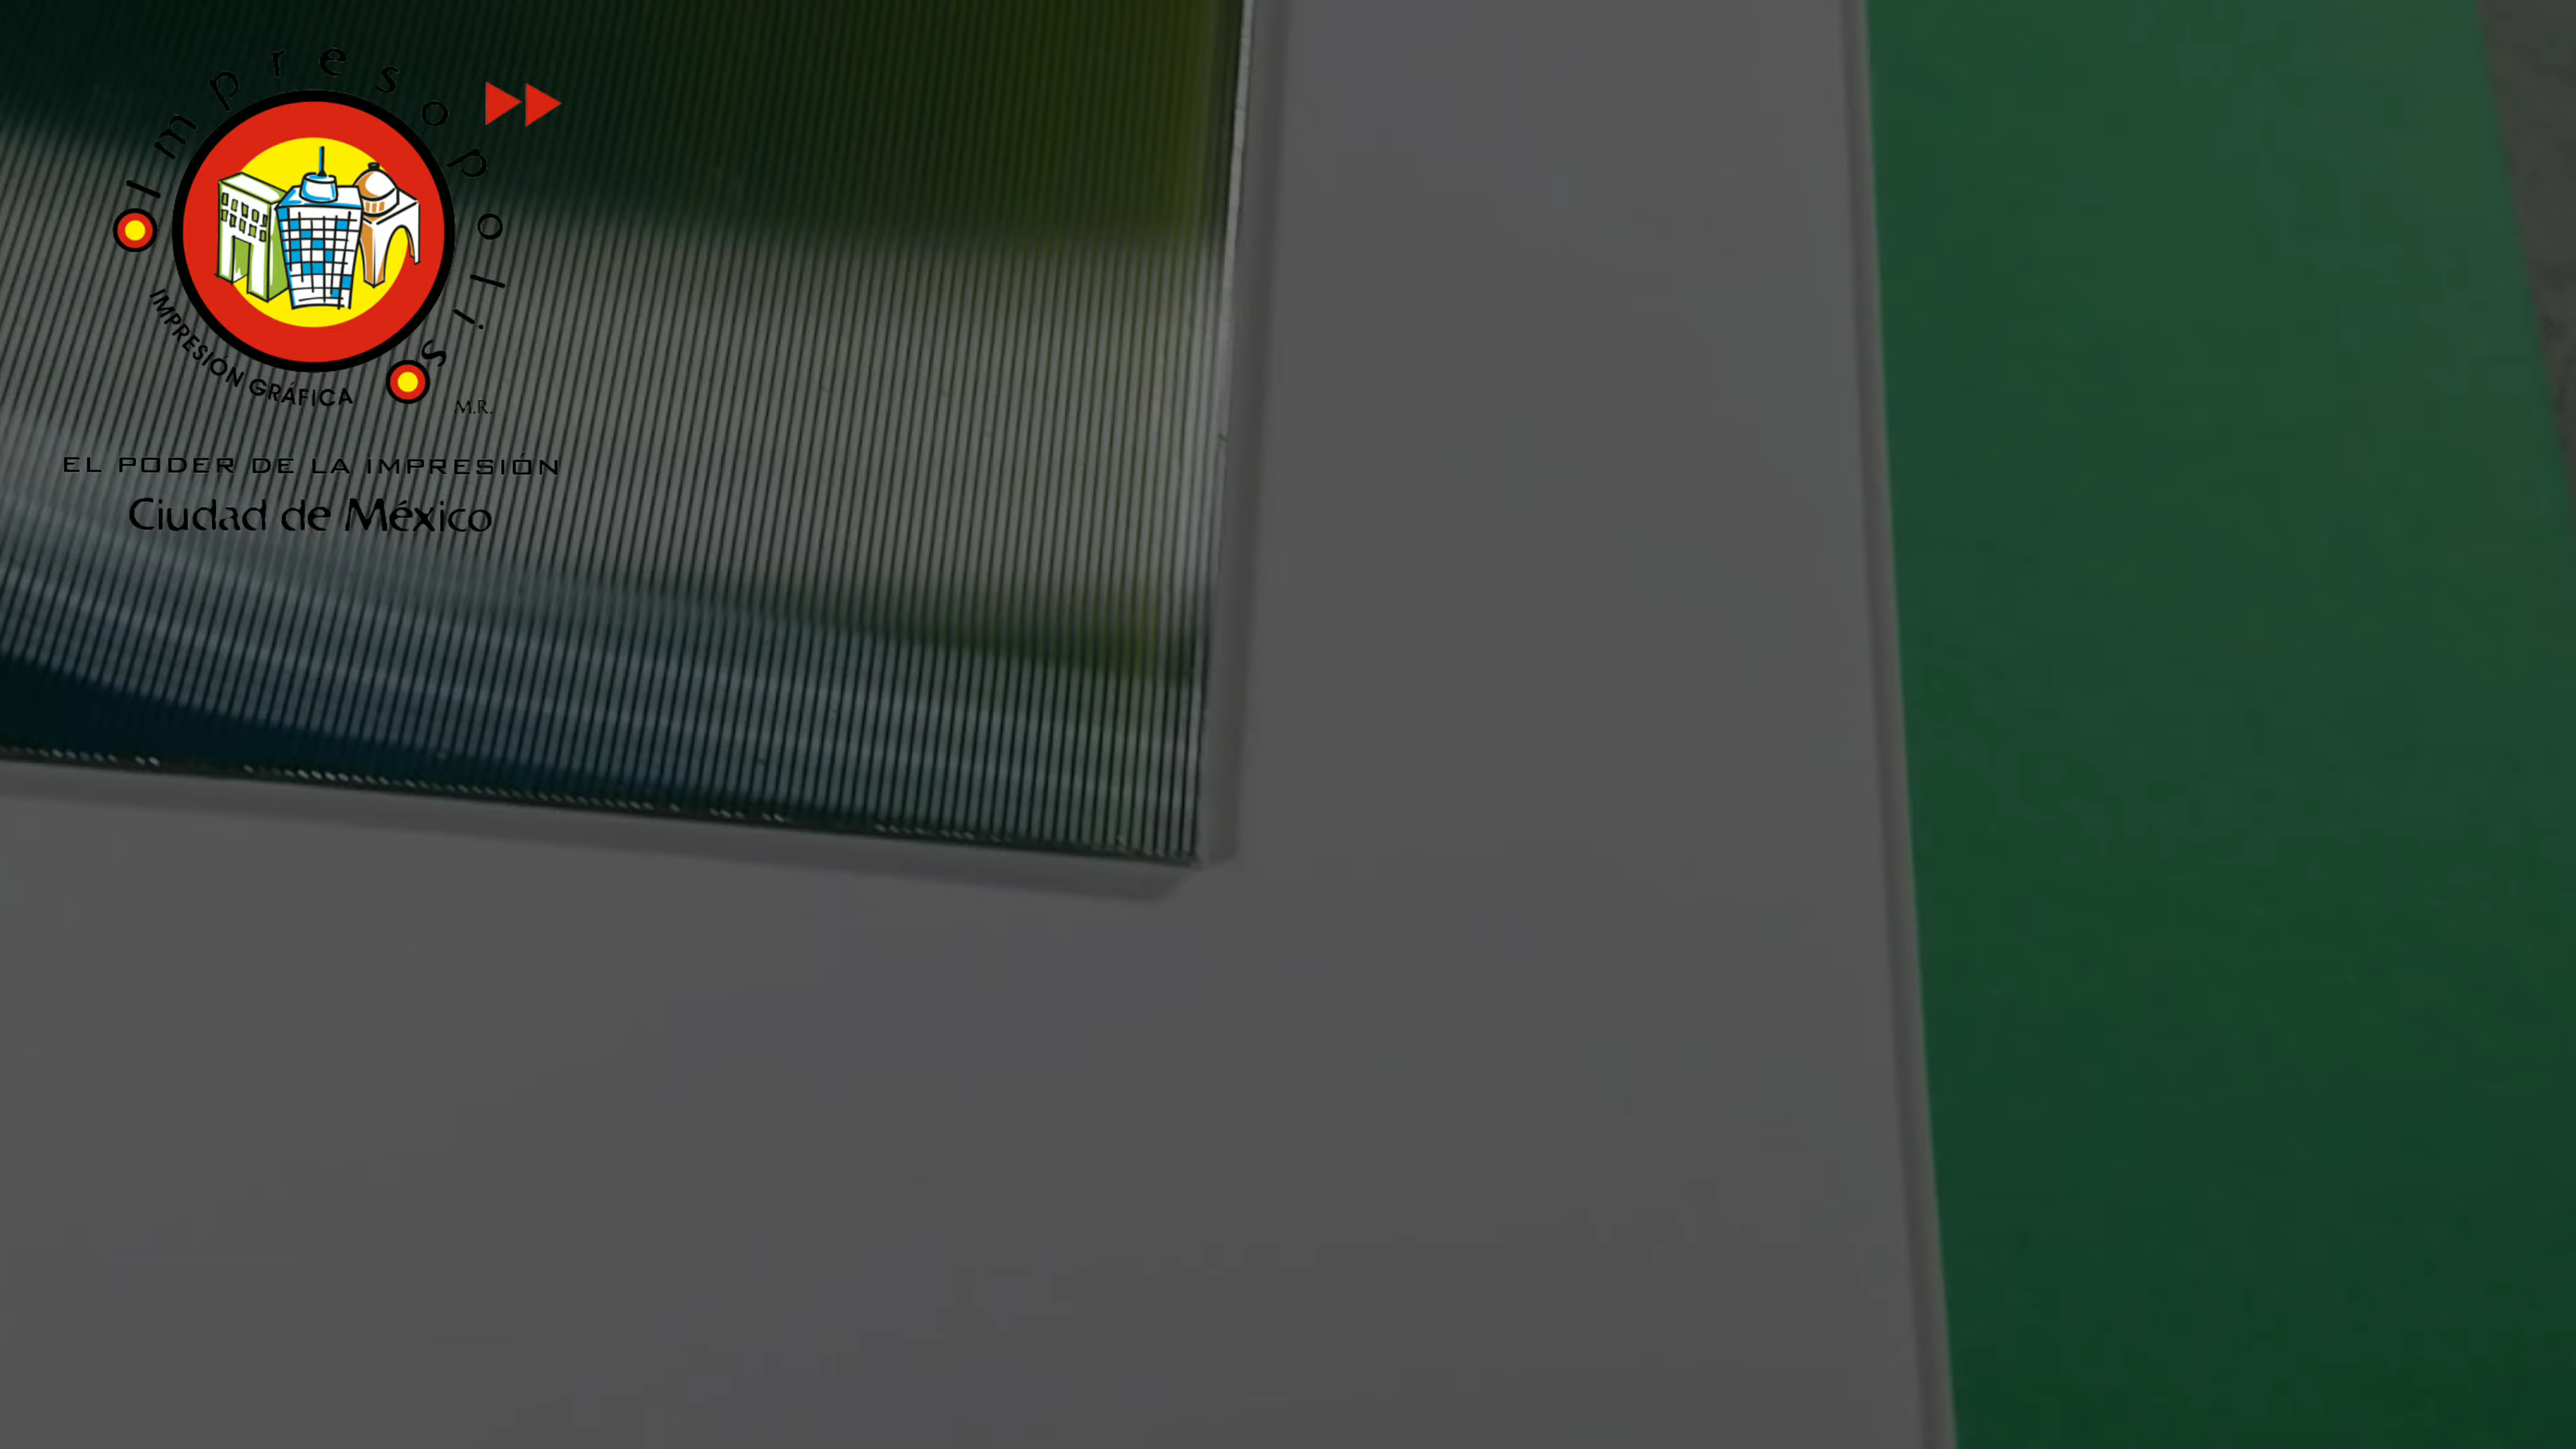 Impresopolis
IMPRESIÓN GRÁFICA
M.R.
EL PODER DE LA IMPRESIÓN
Ciudad de México